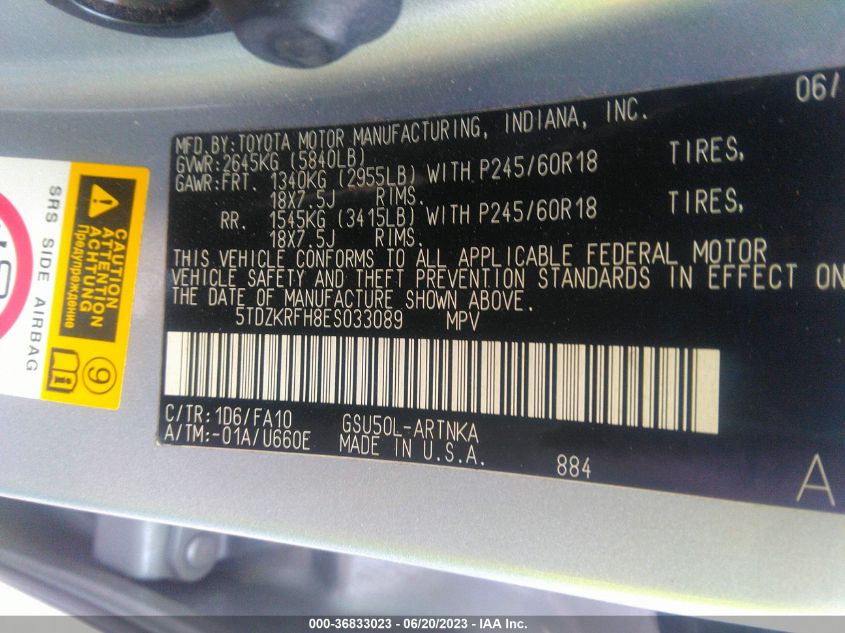 06/
MFD.BY:TOYOTA MOTOR MANUFACTURING, INDIANA, INC.
GVWR:2645KG (5840LB)
GAWR:FRT. 1340KG (2955LB) WITH P245/60R18 TIRES,
18X7.5J RIMS.
RR. 1545KG (3415LB) WITH P245/60R18 TIRES,
18X7.5J RIMS.
THIS VEHICLE CONFORMS TO ALL APPLICABLE FEDERAL MOTOR
VEHICLE SAFETY AND THEFT PREVENTION STANDARDS IN EFFECT ON
THE DATE OF MANUFACTURE SHOWN ABOVE.
5TDZKRFH8ES033089 MPV
C/TR:1D6/FA10 GSU50L-ARTNKA
A/TM:-01A/U660E MADE IN U.S.A. 884
A
CAUTION
ATTENTION
ACHTUNG
Предупреждение
SRS SIDE AIRBAG
9
000-36833023 - 06/20/2023 - IAA Inc.